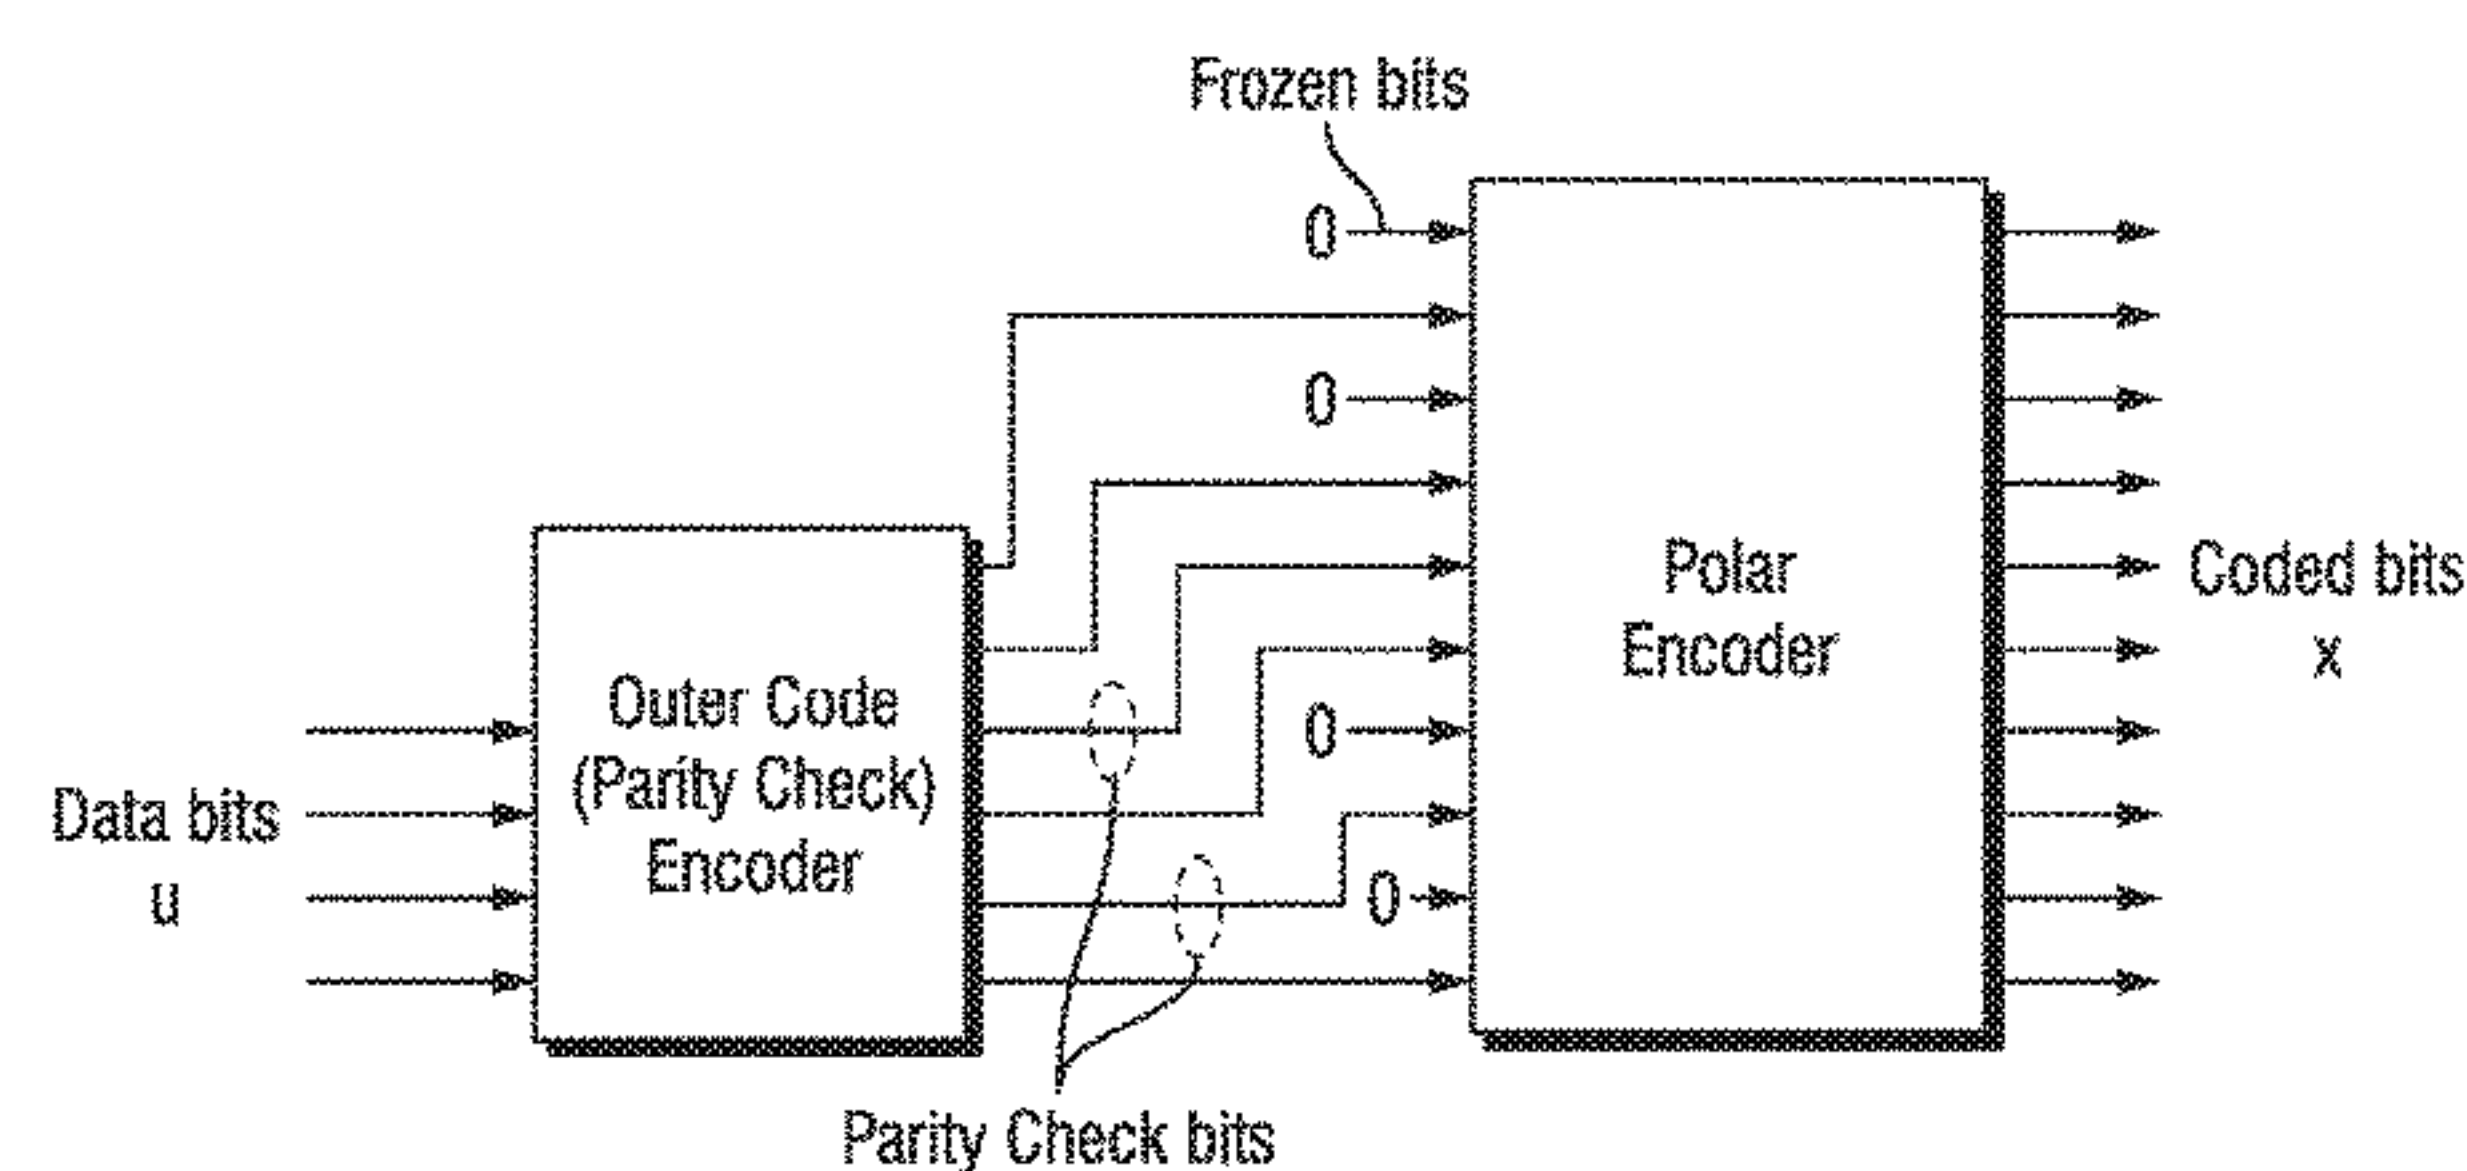 Frozen bits
0
0
Polar
Encoder
Coded bits
x
Outer Code
(Parity Check)
Encoder
0
Data bits
u
0
Parity Check bits